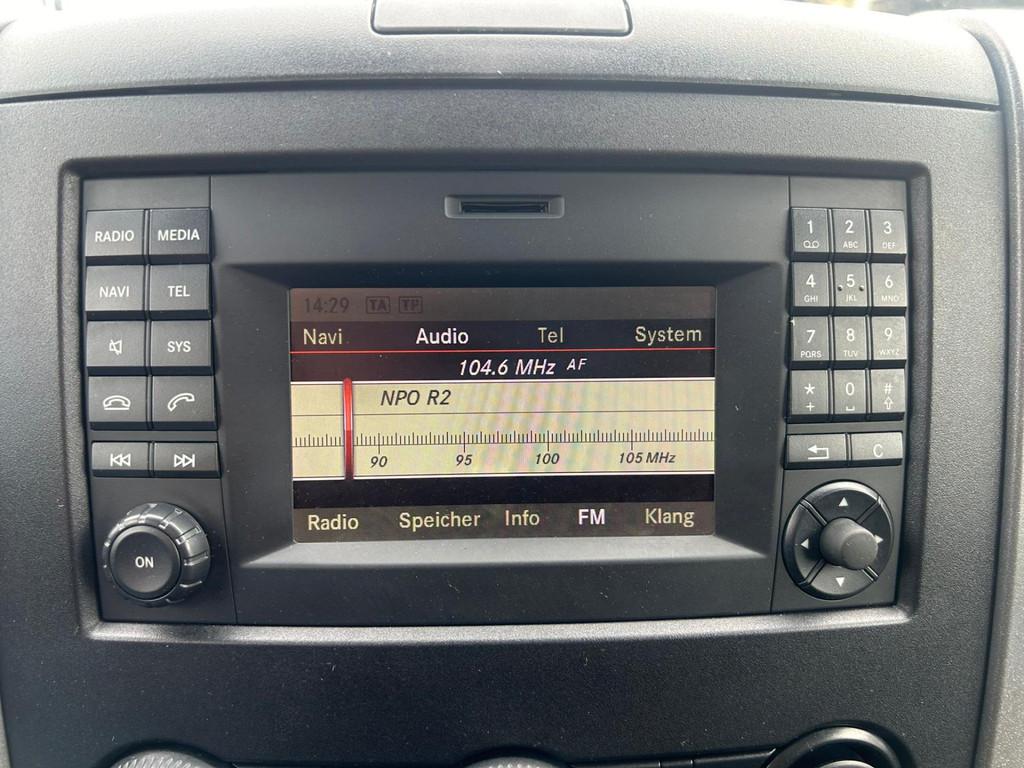 RADIO MEDIA
NAVI TEL
SYS
ON
14:29 TA TP
Navi Audio Tel System
104.6 MHz AF
NPO R2
90 95 100 105 MHz
Radio Speicher Info FM Klang
1 2 3
ABC DEF
4 5 6
GHI JKL MNO
7 8 9
PQRS TUV WXYZ
* 0 #
+
C